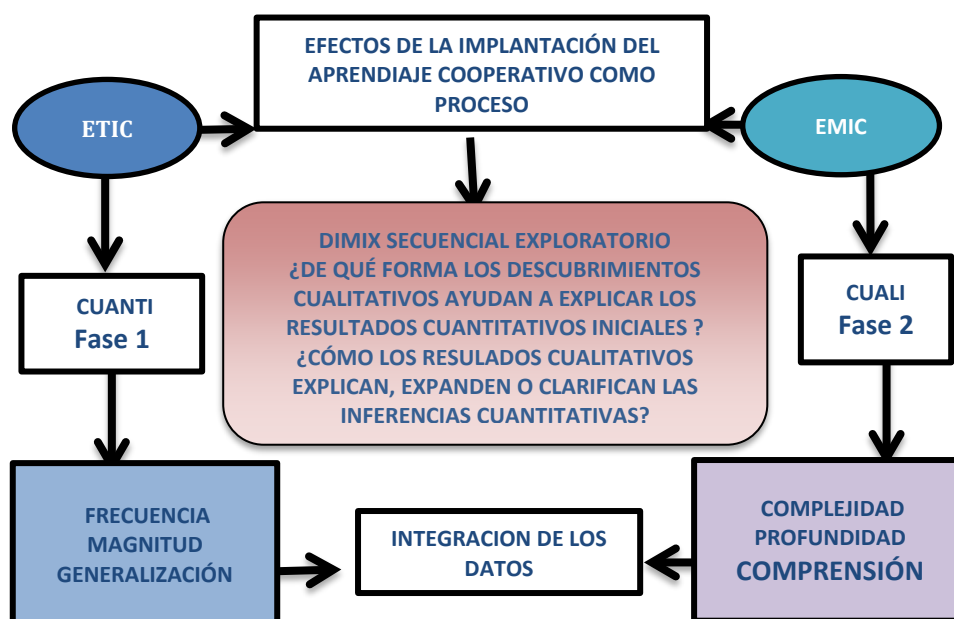 EFECTOS DE LA IMPLANTACIÓN DEL
APRENDIAJE COOPERATIVO COMO
PROCESO
ETIC
EMIC
DIMIX SECUENCIAL EXPLORATORIO
¿DE QUÉ FORMA LOS DESCUBRIMIENTOS
CUALITATIVOS AYUDAN A EXPLICAR LOS
RESULTADOS CUANTITATIVOS INICIALES ?
¿CÓMO LOS RESULADOS CUALITATIVOS
EXPLICAN, EXPANDEN O CLARIFICAN LAS
INFERENCIAS CUANTITATIVAS?
CUANTI
Fase 1
CUALI
Fase 2
FRECUENCIA
MAGNITUD
GENERALIZACIÓN
INTEGRACION DE LOS
DATOS
COMPLEJIDAD
PROFUNDIDAD
COMPRENSIÓN